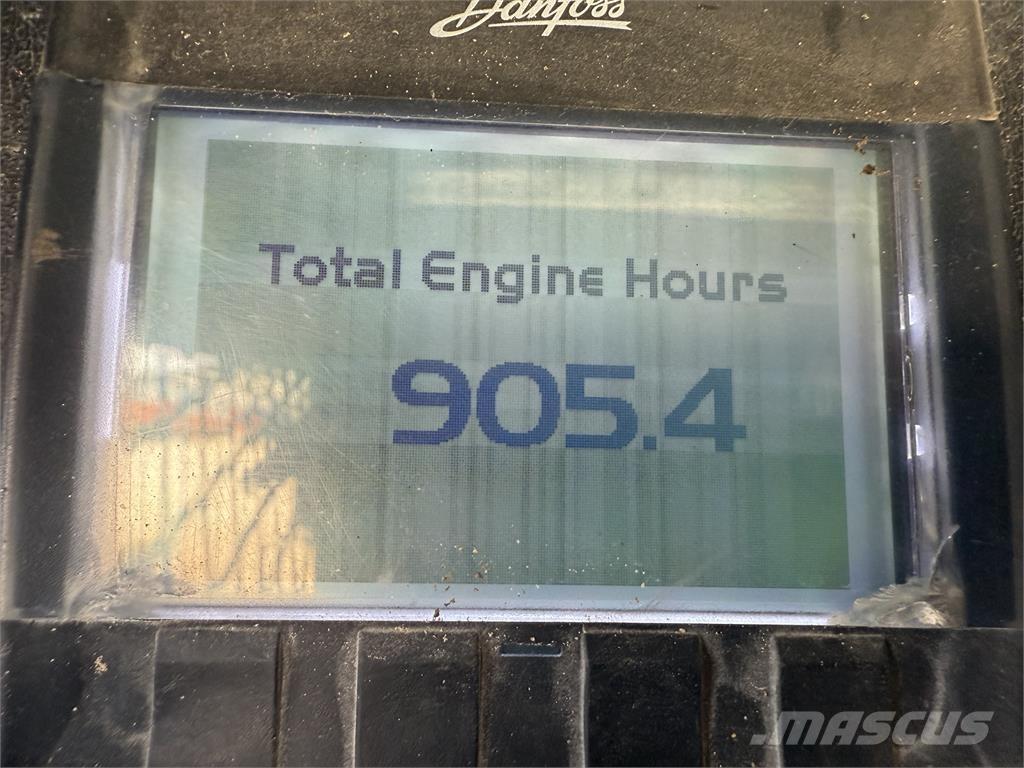 Danfoss
Total Engine Hours
905.4
MASCUS